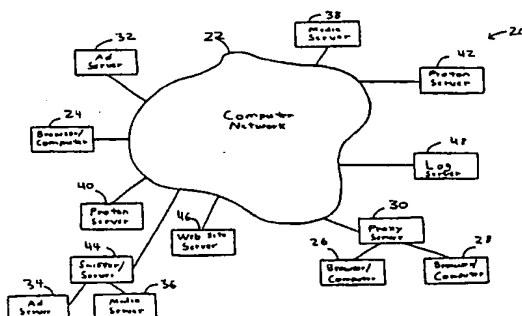 38
20
32
22
Media
Server
42
Ad
Server
Proton
Server
24
Computer
Network
Browser/
Computer
48
Log
Server
40
30
Proton
Server
46
Proxy
Server
44
Web Site
Server
26
28
Server
34
36
Browser/
Computer
Browser/
Computer
Ad
Server
Media
Server